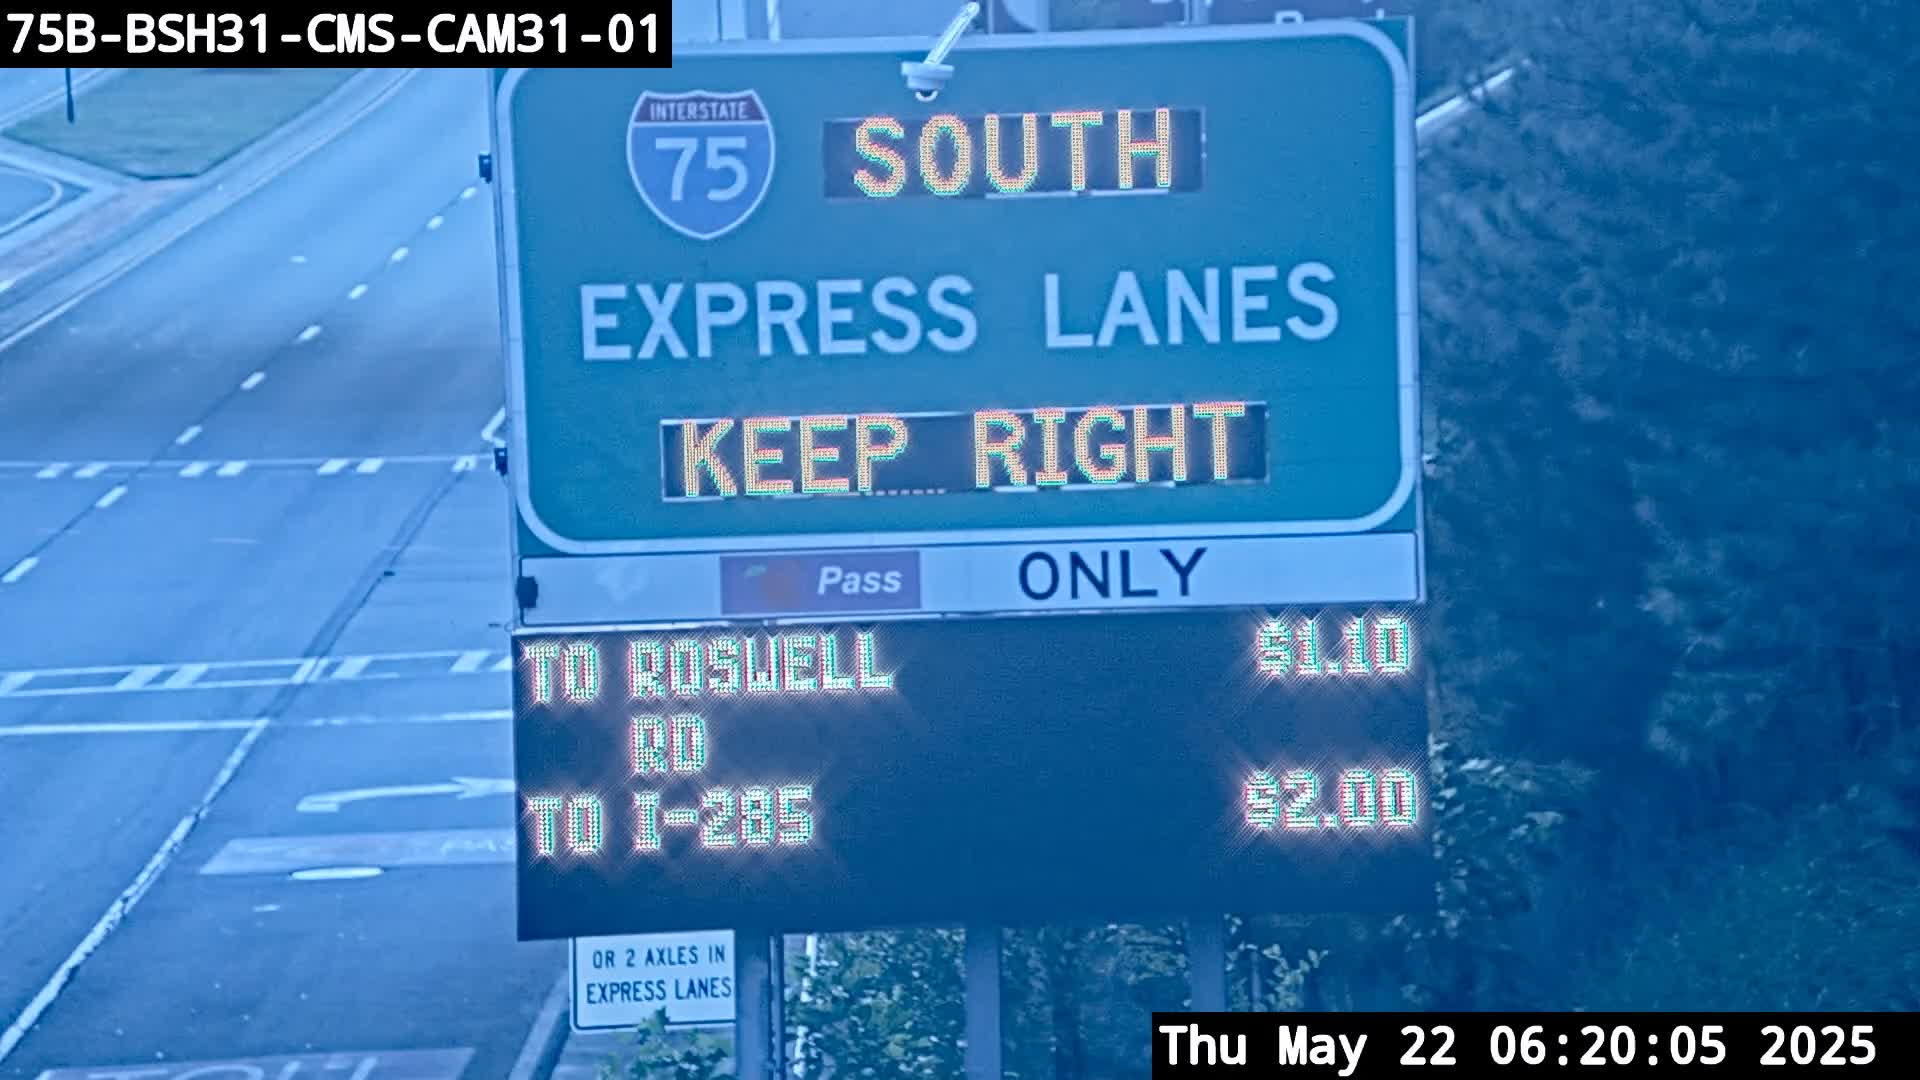 75B-BSH31-CMS-CAM31-01
INTERSTATE
75
SOUTH
EXPRESS LANES
KEEP RIGHT
Pass ONLY
TO ROSWELL $1.10
RD
TO I-285 $2.00
OR 2 AXLES IN
EXPRESS LANES
Thu May 22 06:20:05 2025